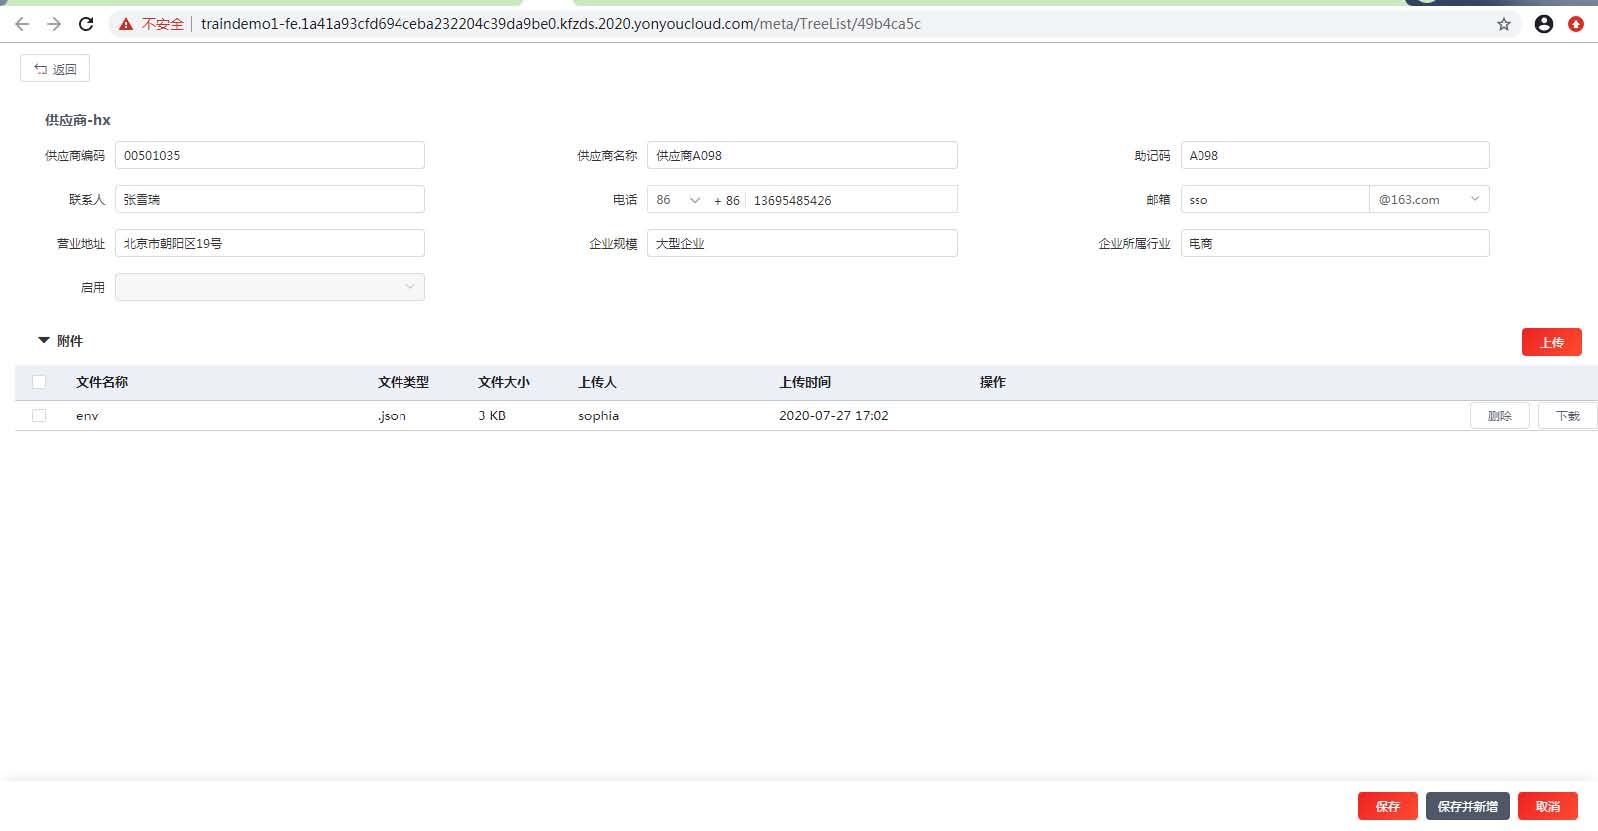 不安全 traindemo1-fe.1a41a93cfd694ceba232204c39da9be0.kfzds.2020.yonyoucloud.com/meta/TreeList/49b4ca5c
返回
供应商-hx
供应商编码 00501035 供应商名称 供应商A098 助记码 A098
联系人 张雪瑞 电话 86 + 86 13695485426 邮箱 sso @163.com
营业地址 北京市朝阳区19号 企业规模 大型企业 企业所属行业 电商
启用
附件 上传
文件名称 文件类型 文件大小 上传人 上传时间 操作
env .json 3 KB sophia 2020-07-27 17:02 删除 下载
保存 保存并新增 取消